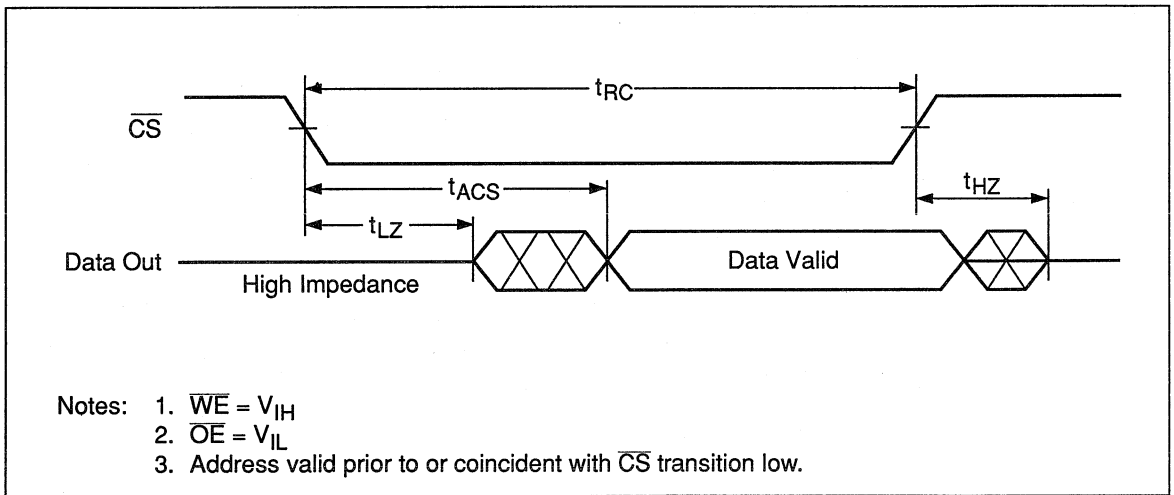 tRC
CS
tACS
tHZ
tLZ
Data Out
Data Valid
High Impedance
Notes: 1. WE = VIH
2. OE = VIL
3. Address valid prior to or coincident with CS transition low.